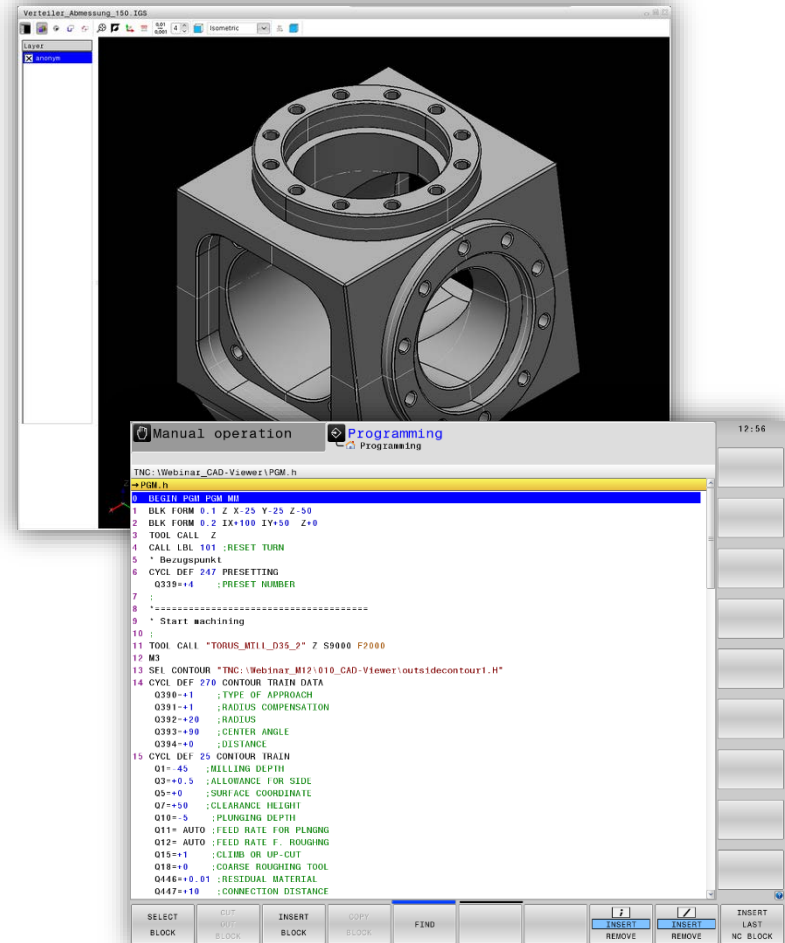 Verteiler_Abmessung_150.IGS
0,01
0,001
4
Isometric
Layer
anonym
Manual operation
Programming
Programming
12:56
TNC:\Webinar_CAD-Viewer\PGM.h
→PGM.h
0 BEGIN PGM PGM MM
1 BLK FORM 0.1 Z X-25 Y-25 Z-50
2 BLK FORM 0.2 IX+100 IY+50 Z+0
3 TOOL CALL Z
4 CALL LBL 101 ;RESET TURN
5 * Bezugspunkt
6 CYCL DEF 247 PRESETTING
Q339=+4 ;PRESET NUMBER
7 ;
8 *--------------------------------------
9 * Start machining
10 ;
11 TOOL CALL "TORUS_MILL_D35_2" Z S9000 F2000
12 M3
13 SEL CONTOUR "TNC:\Webinar_M12\010_CAD-Viewer\outsidecontour1.H"
14 CYCL DEF 270 CONTOUR TRAIN DATA
Q390=+1 ;TYPE OF APPROACH
Q391=+1 ;RADIUS COMPENSATION
Q392=+20 ;RADIUS
Q393=+90 ;CENTER ANGLE
Q394=+0 ;DISTANCE
15 CYCL DEF 25 CONTOUR TRAIN
Q1=-45 ;MILLING DEPTH
Q3=+0.5 ;ALLOWANCE FOR SIDE
Q5=+0 ;SURFACE COORDINATE
Q7=+50 ;CLEARANCE HEIGHT
Q10=-5 ;PLUNGING DEPTH
Q11= AUTO ;FEED RATE FOR PLNGNG
Q12= AUTO ;FEED RATE F. ROUGHNG
Q15=+1 ;CLIMB OR UP-CUT
Q18=+0 ;COARSE ROUGHING TOOL
Q446=+0.01 ;RESIDUAL MATERIAL
Q447=+10 ;CONNECTION DISTANCE
SELECT
BLOCK
CUT
OUT
BLOCK
INSERT
BLOCK
COPY
BLOCK
FIND
;
INSERT
REMOVE
INSERT
REMOVE
INSERT
LAST
NC BLOCK